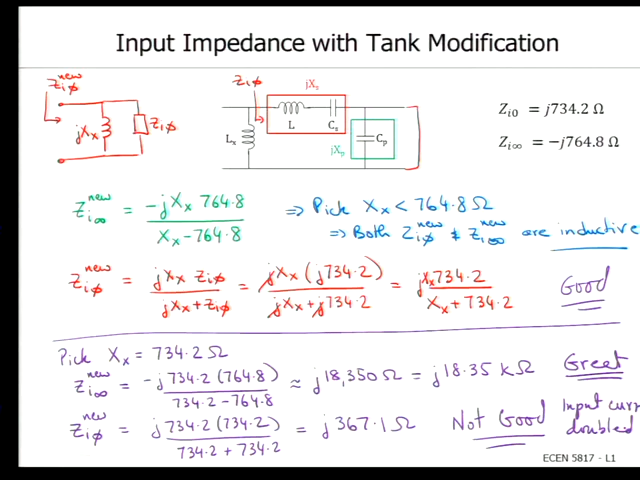 Input Impedance with Tank Modification
Z_iφ^new
jX_x
Z_iφ
Z_iφ
jX_s
L
C_s
L_x
jX_p
C_p
Z_i0 = j734.2 Ω
Z_i∞ = −j764.8 Ω
Z_i∞^new = -jX_x 764.8 / X_x - 764.8 ⇒ Pick X_x < 764.8 Ω
⇒ Both Z_iφ^new & Z_i∞^new are inductive
Z_iφ^new = jX_x Z_iφ / jX_x + Z_iφ = jX_x (j734.2) / jX_x + j734.2 = jX_x 734.2 / X_x + 734.2 Good
Pick X_x = 734.2 Ω
Z_i∞^new = -j734.2 (764.8) / 734.2 - 764.8 ≈ j18,350 Ω = j18.35 kΩ Great
Z_iφ^new = j734.2 (734.2) / 734.2 + 734.2 = j367.1 Ω Not Good Input curr
doubled
ECEN 5817 - L1